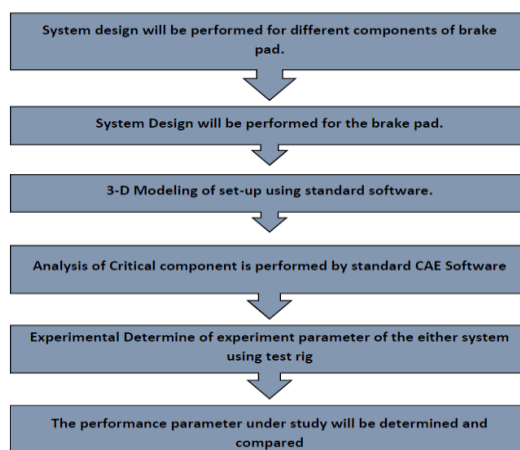 System design will be performed for different components of brake
pad.
System Design will be performed for the brake pad.
3-D Modeling of set-up using standard software.
Analysis of Critical component is performed by standard CAE Software
Experimental Determine of experiment parameter of the either system
using test rig
The performance parameter under study will be determined and
compared